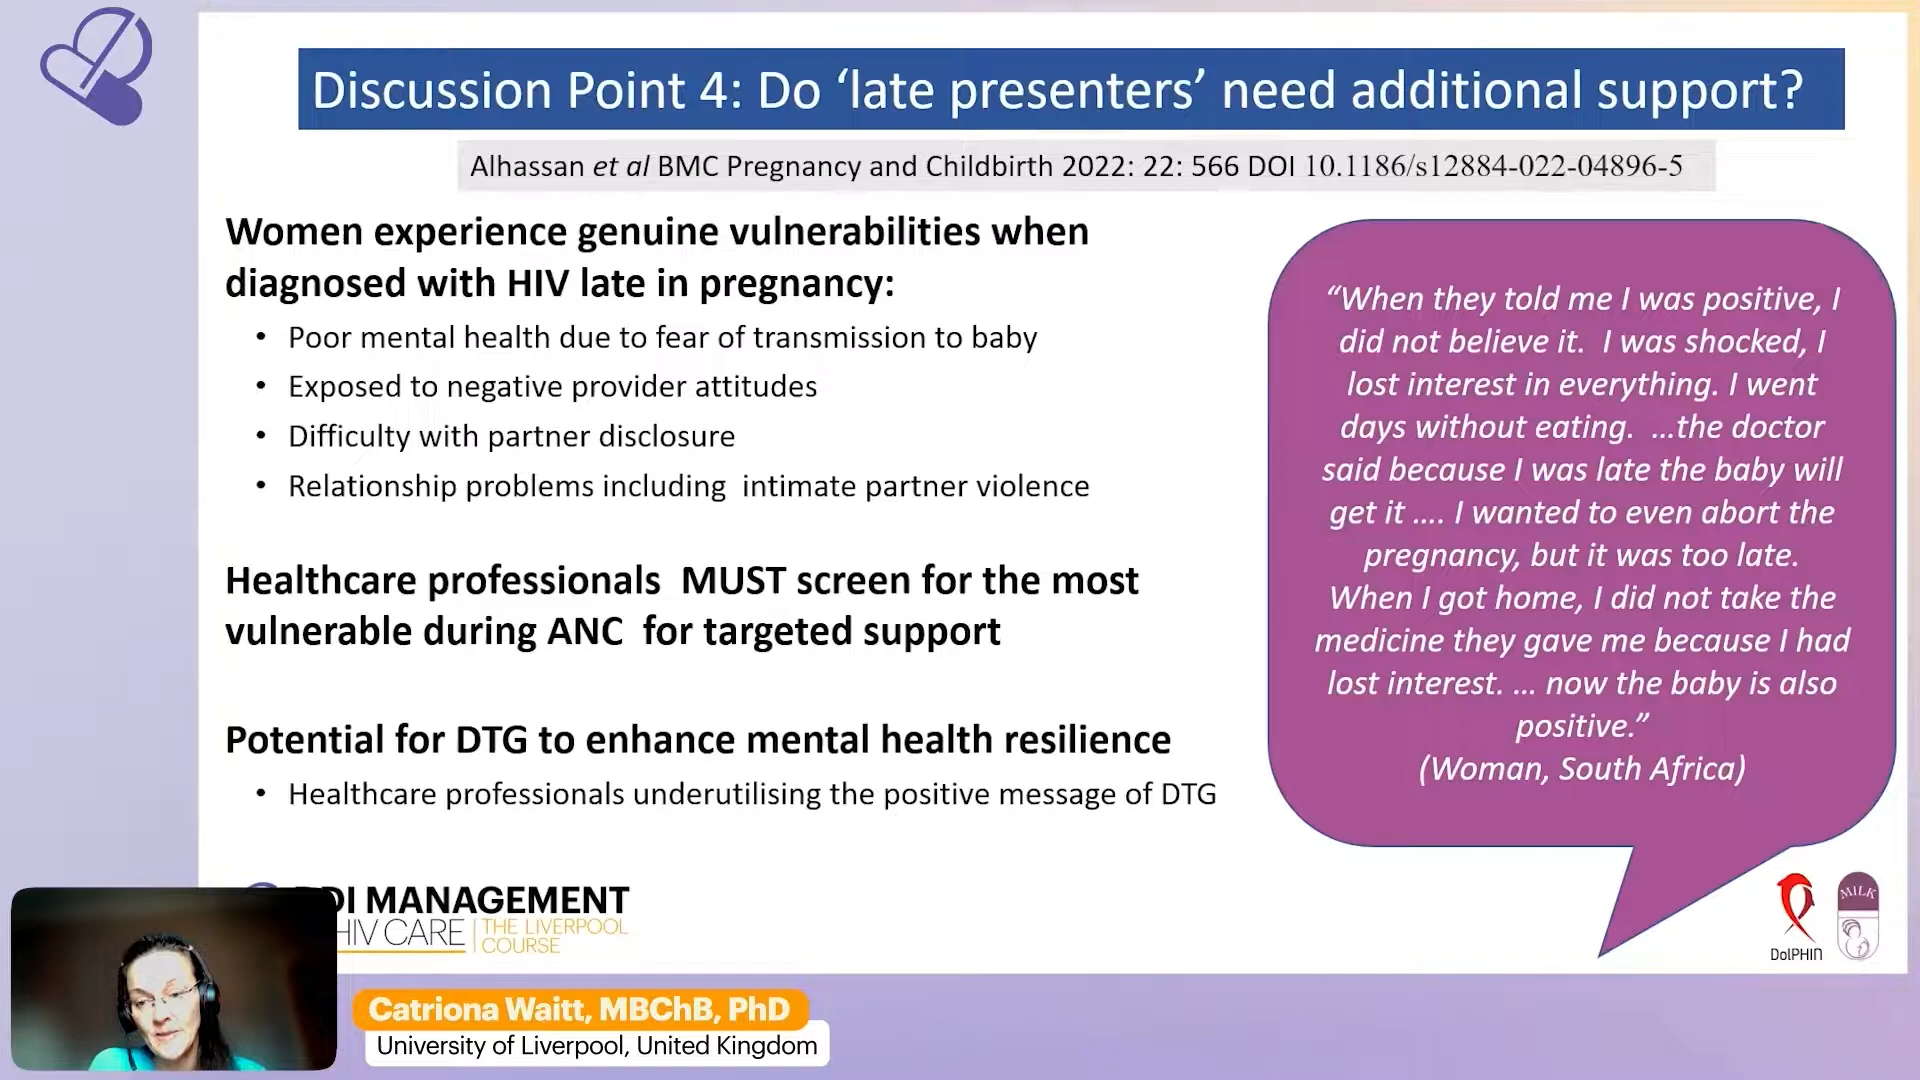 Discussion Point 4: Do ‘late presenters’ need additional support?
Alhassan et al BMC Pregnancy and Childbirth 2022: 22: 566 DOI 10.1186/s12884-022-04896-5
Women experience genuine vulnerabilities when
diagnosed with HIV late in pregnancy:
• Poor mental health due to fear of transmission to baby
• Exposed to negative provider attitudes
• Difficulty with partner disclosure
• Relationship problems including intimate partner violence
Healthcare professionals MUST screen for the most
vulnerable during ANC for targeted support
Potential for DTG to enhance mental health resilience
• Healthcare professionals underutilising the positive message of DTG
“When they told me I was positive, I
did not believe it. I was shocked, I
lost interest in everything. I went
days without eating. ...the doctor
said because I was late the baby will
get it .... I wanted to even abort the
pregnancy, but it was too late.
When I got home, I did not take the
medicine they gave me because I had
lost interest. ... now the baby is also
positive.”
(Woman, South Africa)
DolPHIN
MILK
DI MANAGEMENT
HIV CARE
THE LIVERPOOL
COURSE
Catriona Waitt, MBChB, PhD
University of Liverpool, United Kingdom